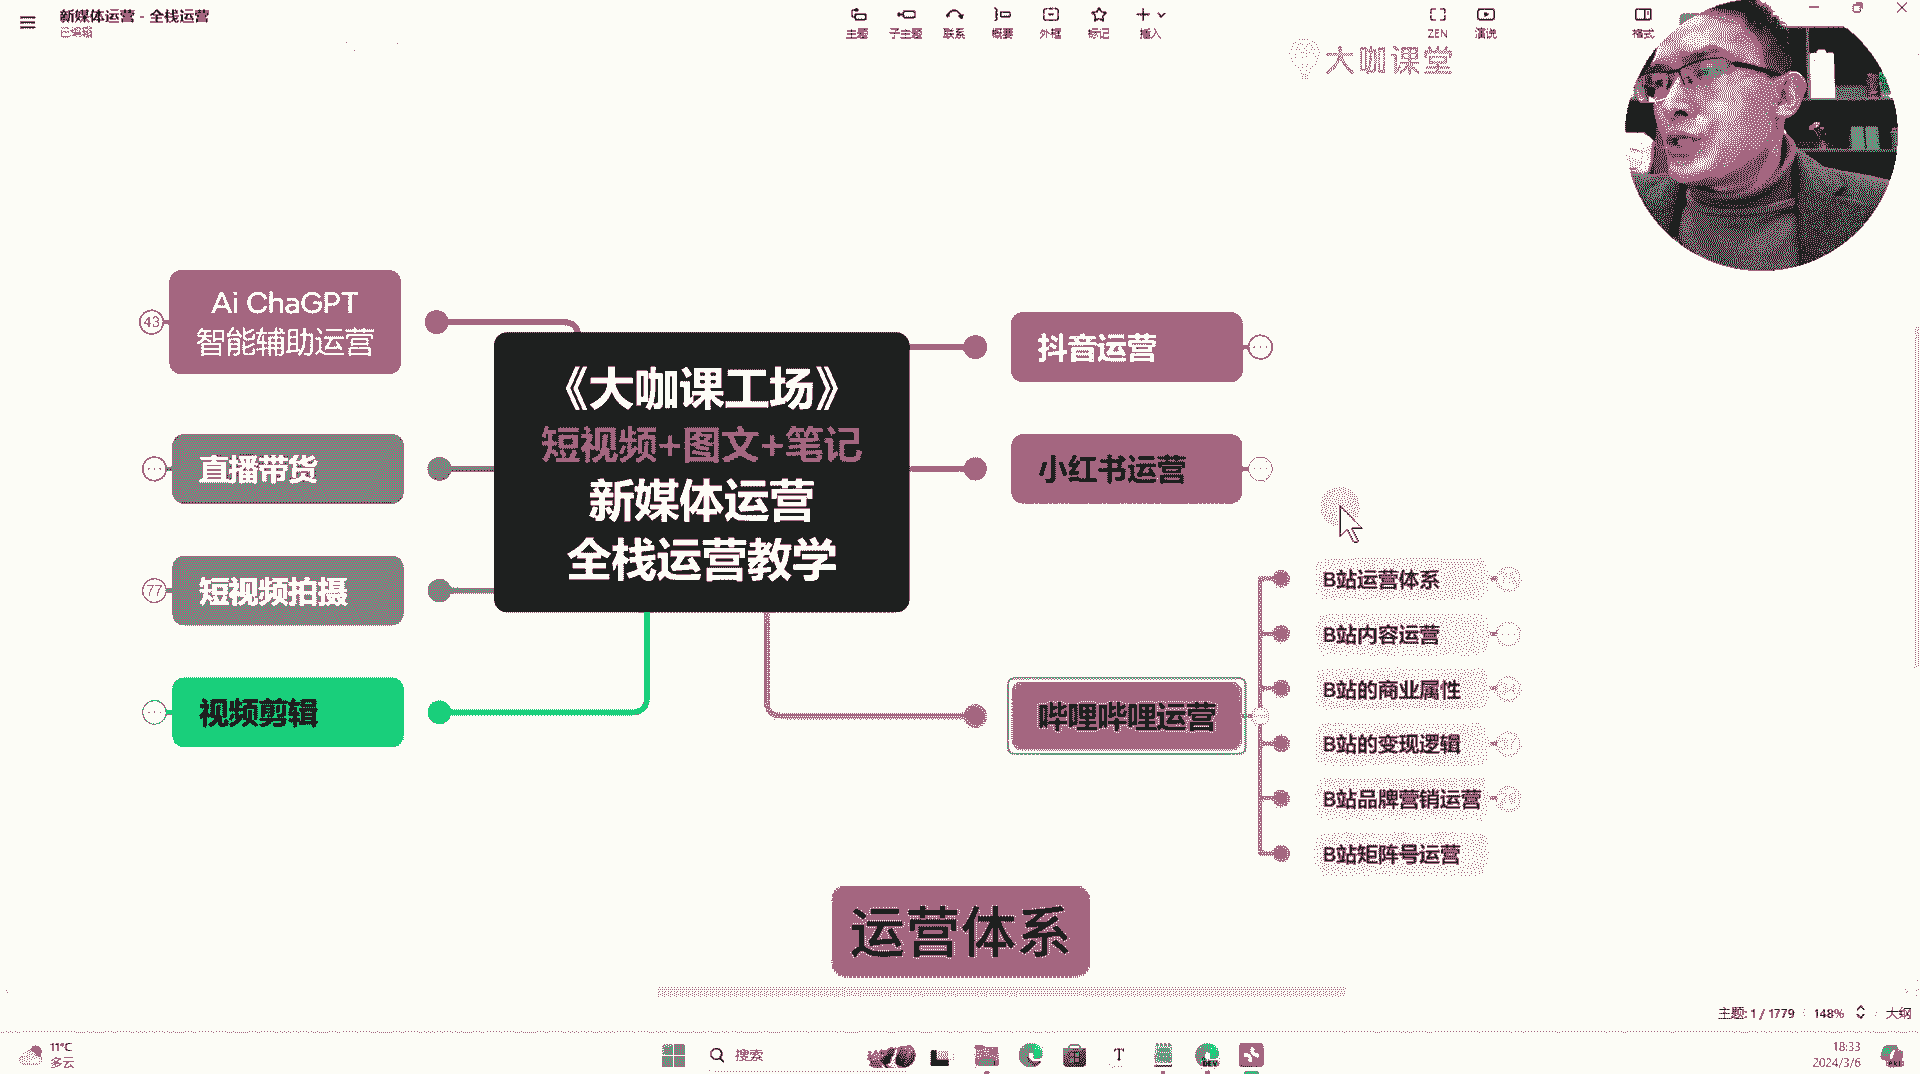 新媒体运营 - 全栈运营
已编辑
主题
子主题
联系
概要
外框
标记
插入
ZEN
演说
格式
大咖课堂
Ai ChaGPT
智能辅助运营
43
直播带货
短视频拍摄
77
视频剪辑
《大咖课工场》
短视频+图文+笔记
新媒体运营
全栈运营教学
抖音运营
小红书运营
哔哩哔哩运营
B站运营体系
B站内容运营
B站的商业属性
B站的变现逻辑
B站品牌营销运营
B站矩阵号运营
运营体系
主题: 1 / 1779
148%
大纲
11°C
多云
搜索
18:33
2024/3/6